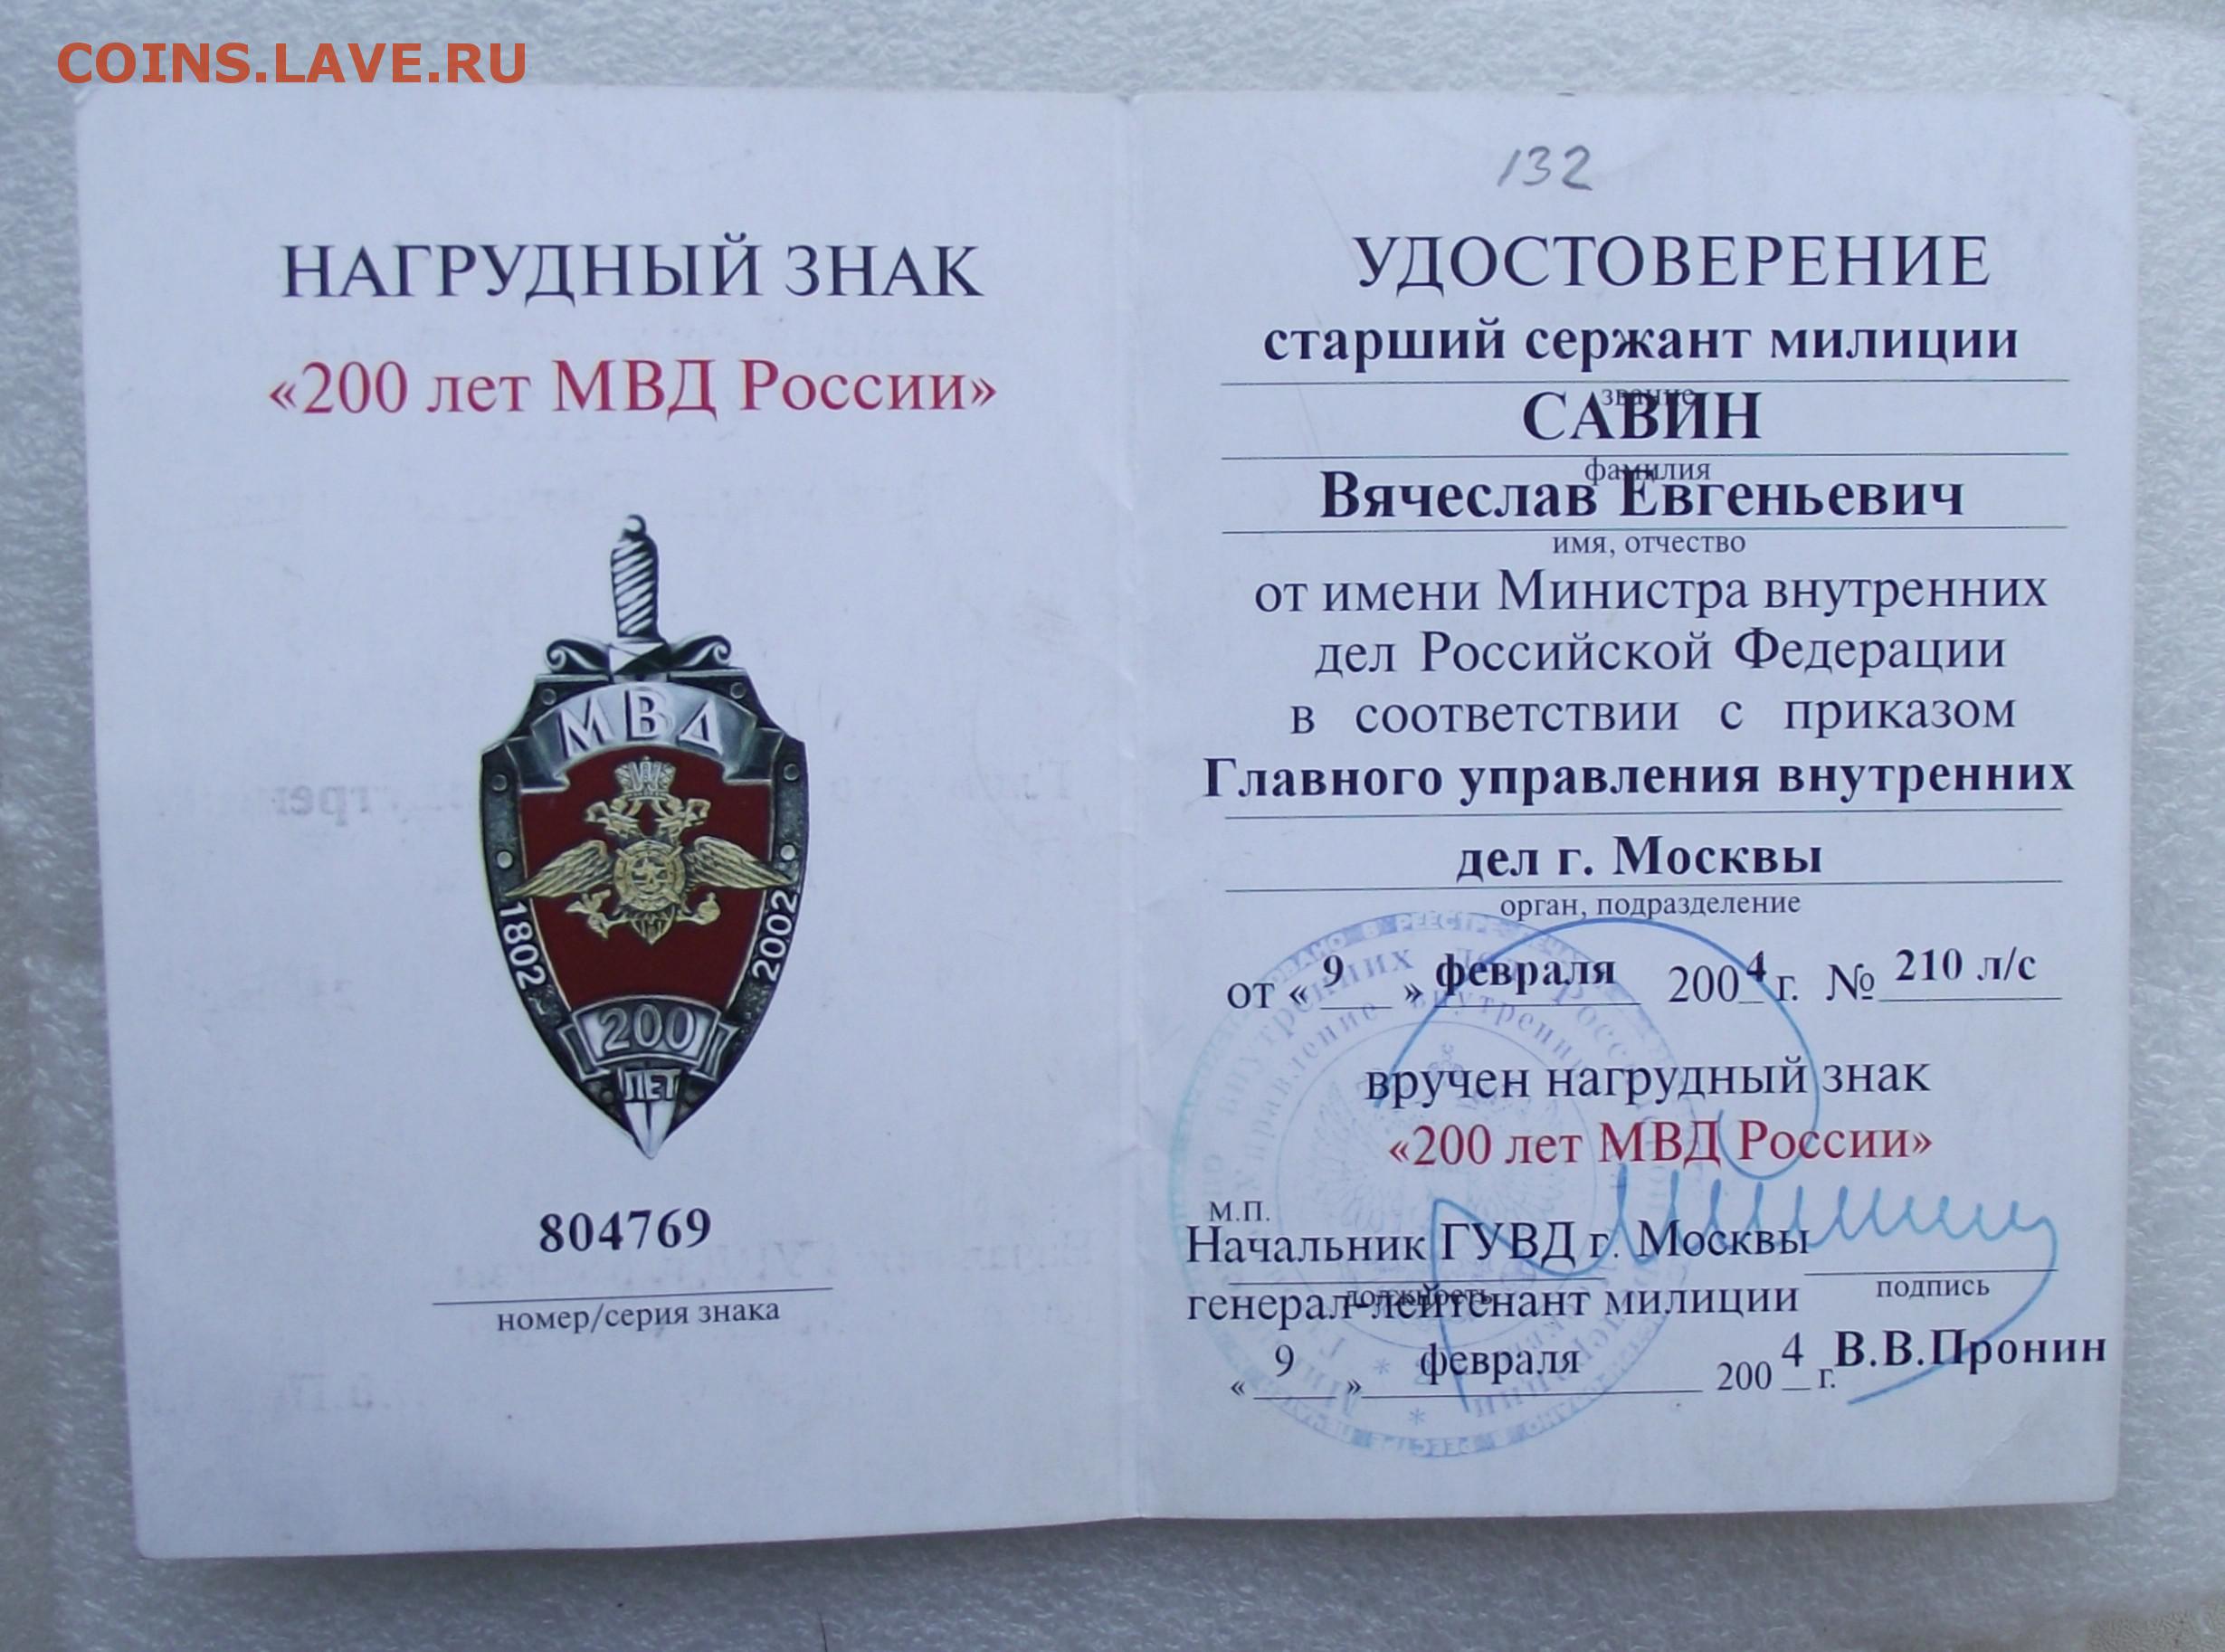 COINS.LAVE.RU
НАГРУДНЫЙ ЗНАК
«200 лет МВД России»
МВД
1802
2002
200
ЛЕТ
804769
номер/серия знака
132
УДОСТОВЕРЕНИЕ
старший сержант милиции
звание
САВИН
фамилия
Вячеслав Евгеньевич
имя, отчество
от имени Министра внутренних
дел Российской Федерации
в соответствии с приказом
Главного управления внутренних
дел г. Москвы
орган, подразделение
от « 9 » февраля 2004 г. № 210 л/с
вручен нагрудный знак
«200 лет МВД России»
М.П.
Начальник ГУВД г. Москвы
должность
подпись
генерал-лейтенант милиции
« 9 » февраля 2004 г. В.В.Пронин